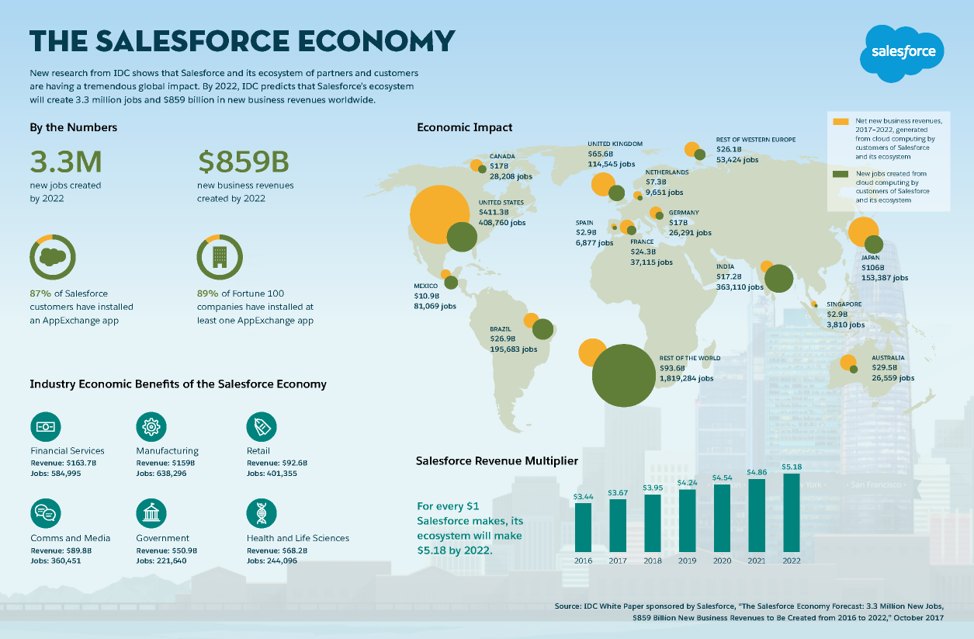 THE SALESFORCE ECONOMY
salesforce
New research from IDC shows that Salesforce and its ecosystem of partners and customers
are having a tremendous global impact. By 2022, IDC predicts that Salesforce's ecosystem
will create 3.3 million jobs and $859 billion in new business revenues worldwide.
By the Numbers
3.3M
new jobs created
by 2022
$859B
new business revenues
created by 2022
87% of Salesforce
customers have installed
an AppExchange app
89% of Fortune 100
companies have installed at
least one AppExchange app
Economic Impact
Net new business revenues,
2017–2022, generated
from cloud computing by
customers of Salesforce
and its ecosystem
New jobs created from
cloud computing by
customers of Salesforce
and its ecosystem
CANADA
$17B
28,208 jobs
UNITED STATES
$411.3B
408,760 jobs
MEXICO
$10.9B
81,069 jobs
BRAZIL
$26.9B
195,683 jobs
UNITED KINGDOM
$65.6B
114,545 jobs
REST OF WESTERN EUROPE
$26.1B
53,424 jobs
NETHERLANDS
$7.3B
9,651 jobs
GERMANY
$17B
26,291 jobs
SPAIN
$2.9B
6,877 jobs
FRANCE
$24.3B
37,115 jobs
INDIA
$17.2B
363,110 jobs
JAPAN
$106B
153,387 jobs
SINGAPORE
$2.9B
3,810 jobs
AUSTRALIA
$29.5B
26,559 jobs
REST OF THE WORLD
$93.6B
1,819,284 jobs
Industry Economic Benefits of the Salesforce Economy
Financial Services
Revenue: $163.7B
Jobs: 584,995
Manufacturing
Revenue: $159B
Jobs: 638,296
Retail
Revenue: $92.6B
Jobs: 401,355
Comms and Media
Revenue: $89.8B
Jobs: 360,451
Government
Revenue: $50.9B
Jobs: 221,640
Health and Life Sciences
Revenue: $68.2B
Jobs: 244,096
Salesforce Revenue Multiplier
For every $1
Salesforce makes, its
ecosystem will make
$5.18 by 2022.
$3.44 $3.67 $3.95 $4.24 $4.54 $4.86 $5.18
2016 2017 2018 2019 2020 2021 2022
San Francisco
Source: IDC White Paper sponsored by Salesforce, "The Salesforce Economy Forecast: 3.3 Million New Jobs,
$859 Billion New Business Revenues to Be Created from 2016 to 2022," October 2017